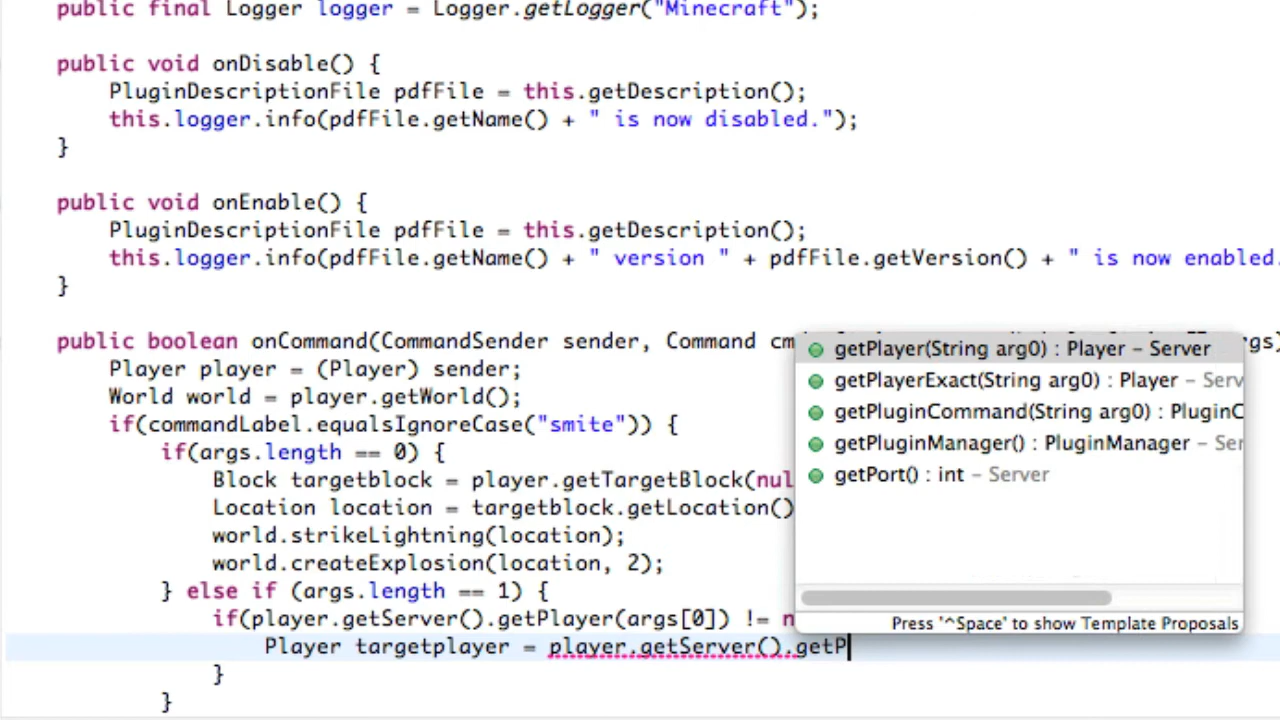 public final Logger logger = Logger.getLogger("Minecraft");
public void onDisable() {
PluginDescriptionFile pdfFile = this.getDescription();
this.logger.info(pdfFile.getName() + " is now disabled.");
}
public void onEnable() {
PluginDescriptionFile pdfFile = this.getDescription();
this.logger.info(pdfFile.getName() + " version " + pdfFile.getVersion() + " is now enabled.
}
public boolean onCommand(CommandSender sender, Command cm
Player player = (Player) sender;
World world = player.getWorld();
if(commandLabel.equalsIgnoreCase("smite")) {
if(args.length == 0) {
Block targetblock = player.getTargetBlock(nul
Location location = targetblock.getLocation()
world.strikeLightning(location);
world.createExplosion(location, 2);
} else if (args.length == 1) {
if(player.getServer().getPlayer(args[0]) != n
Player targetplayer = player.getServer().getP
}
}
getPlayer(String arg0) : Player – Server
getPlayerExact(String arg0) : Player – Serv
getPluginCommand(String arg0) : PluginC
getPluginManager() : PluginManager – Ser
getPort() : int – Server
Press '^Space' to show Template Proposals
gs)